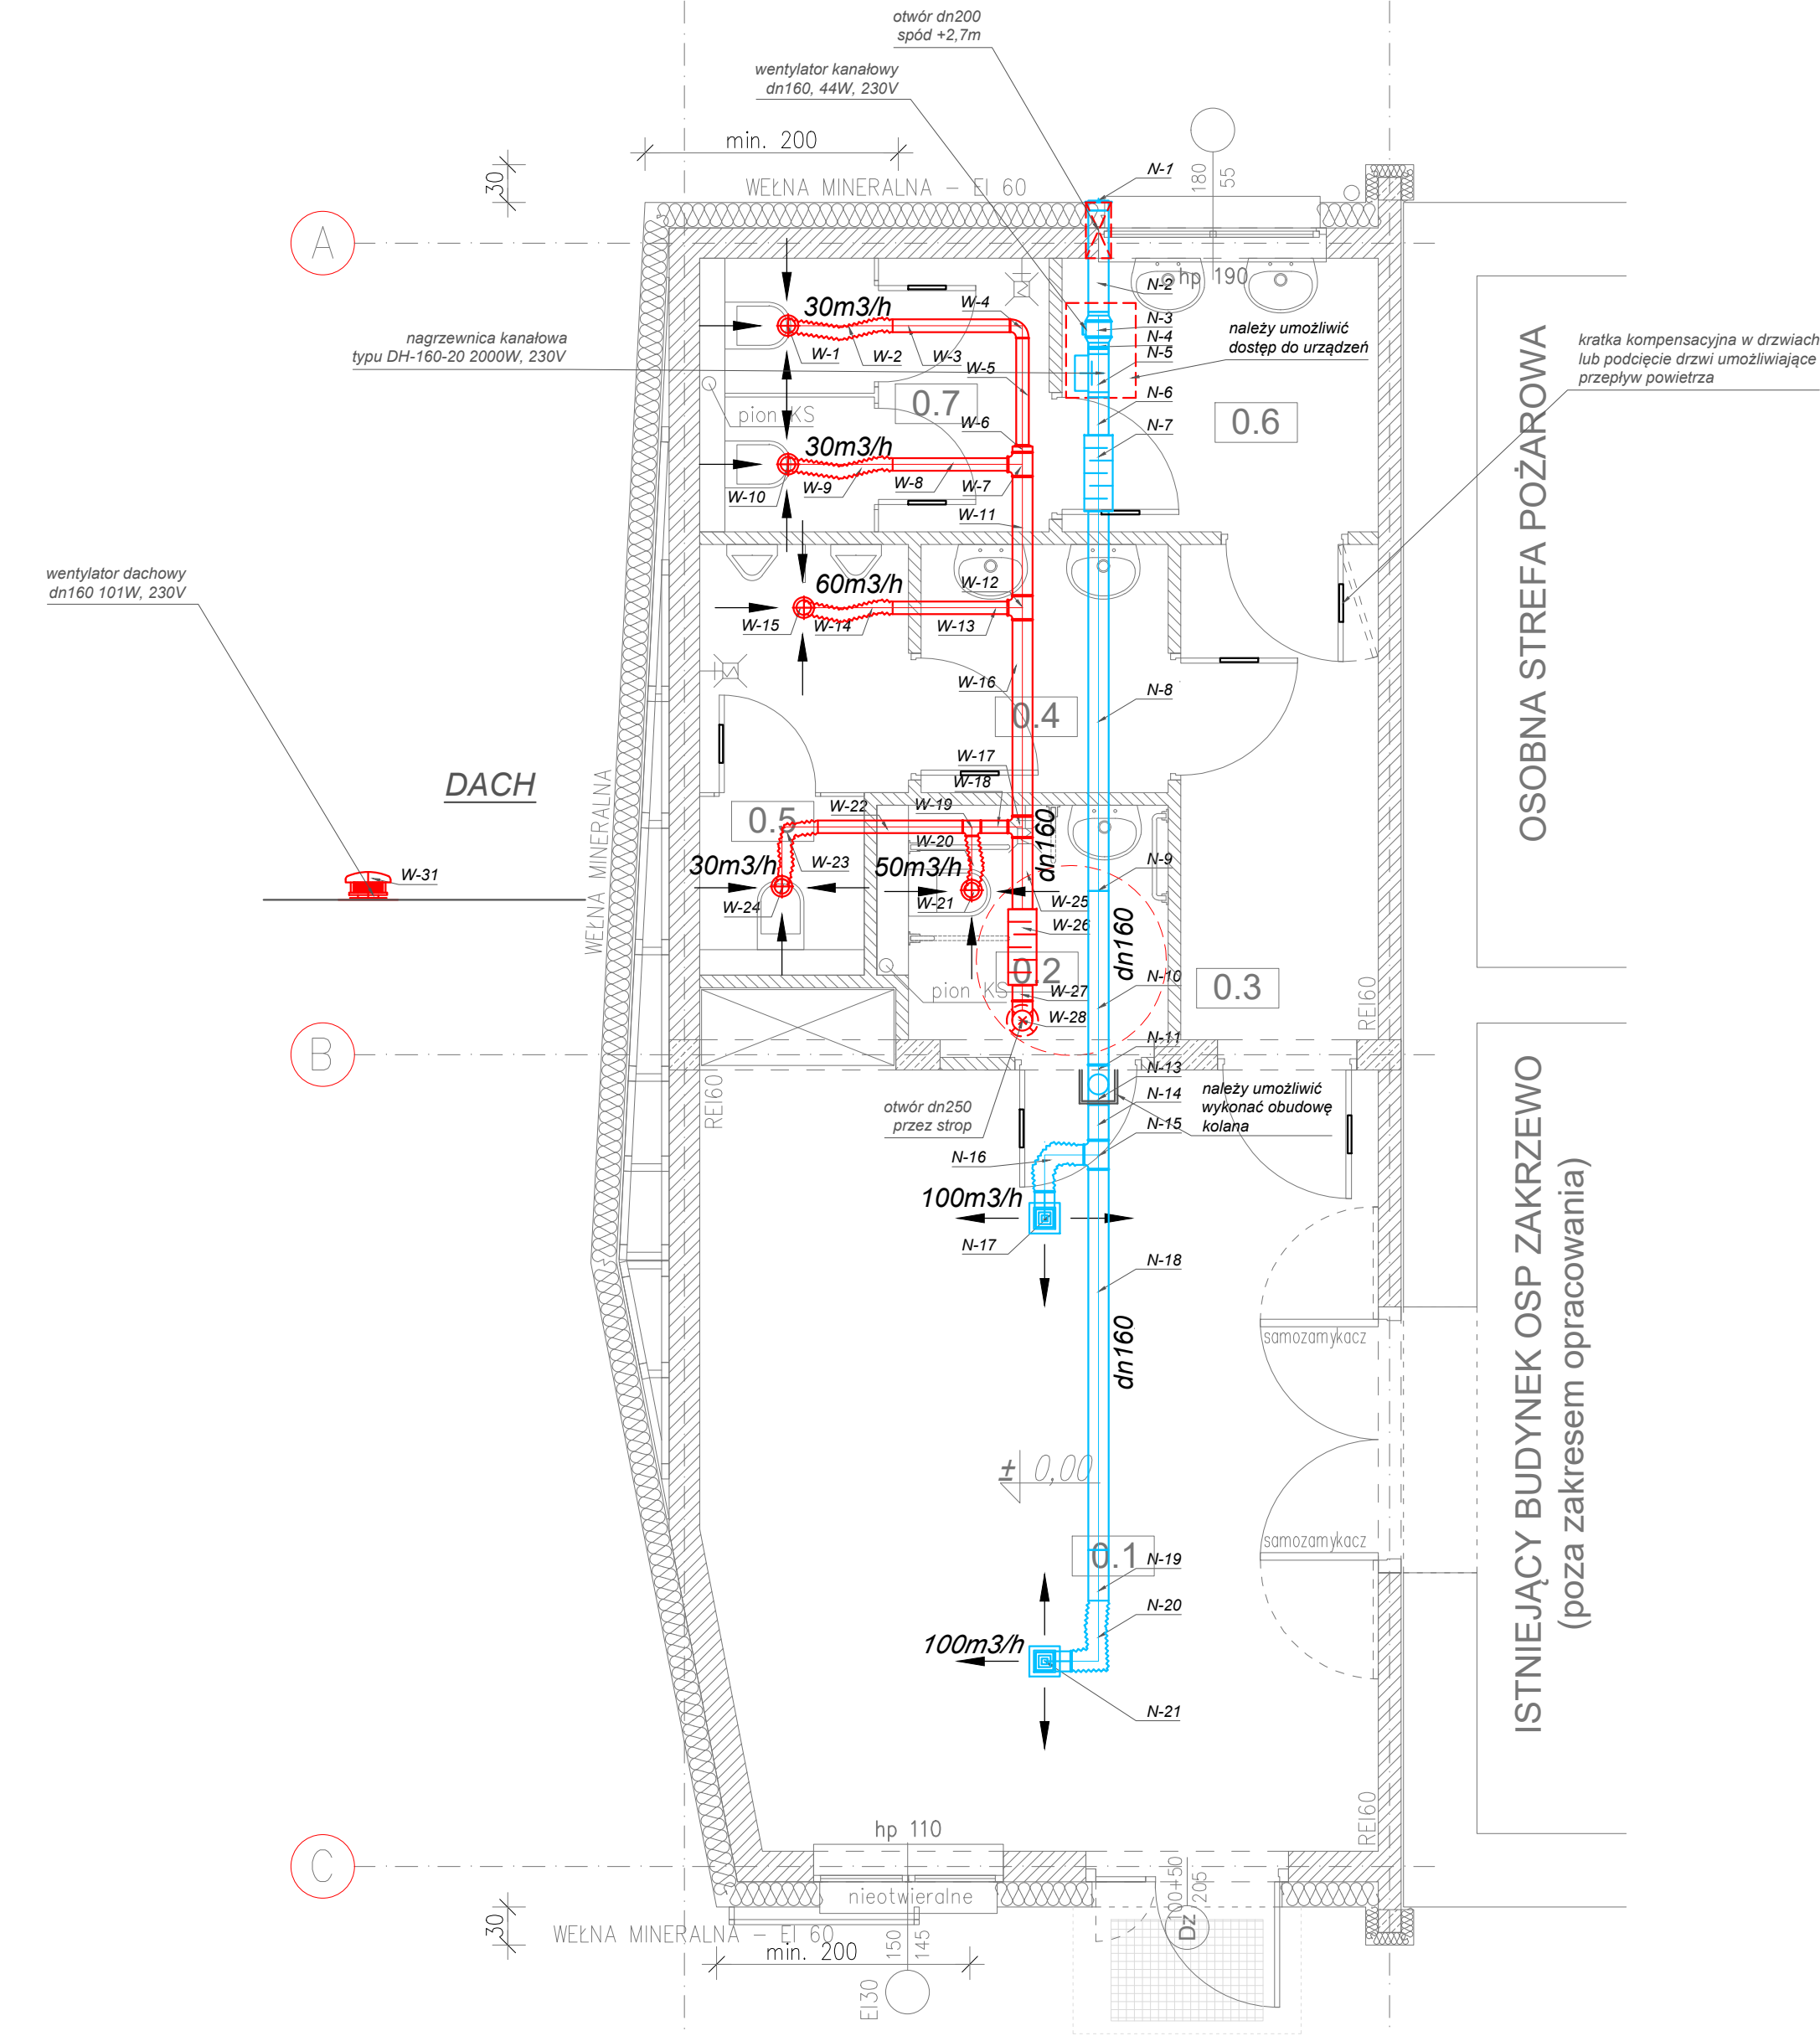 otwór dn200
spód +2,7m
wentylator kanałowy
dn160, 44W, 230V
min. 200
30
WEŁNA MINERALNA - EI 60
180
55
N-1
A
hp 190
N-2
30m3/h
W-4
N-3
N-4
N-5
N-6
N-7
należy umożliwić
dostęp do urządzeń
nagrzewnica kanałowa
typu DH-160-20 2000W, 230V
W-1
W-2
W-3
W-5
kratka kompensacyjna w drzwiach
lub podcięcie drzwi umożliwiające
przepływ powietrza
pion KS
0.7
0.6
W-6
30m3/h
W-10
W-9
W-8
W-7
W-11
OSOBNA STREFA POŻAROWA
wentylator dachowy
dn160 101W, 230V
60m3/h
W-12
W-15
W-14
W-13
W-16
N-8
0.4
DACH
W-17
W-18
WEŁNA MINERALNA
0.5
W-22
W-19
W-20
dn160
W-23
30m3/h
50m3/h
N-9
W-31
W-24
W-21
W-25
W-26
dn160
0.2
0.3
N-10
pion KS
W-27
W-28
REI60
B
N-11
N-13
N-14
N-15
REI60
otwór dn250
przez strop
należy umożliwić
wykonać obudowę
kolana
N-16
100m3/h
N-17
N-18
ISTNIEJĄCY BUDYNEK OSP ZAKRZEWO
(poza zakresem opracowania)
samozamykacz
dn160
± 0,00
samozamykacz
0.1
N-19
N-20
100m3/h
N-21
REI60
hp 110
C
nieotwieralne
100+50
205
Dz
30
WEŁNA MINERALNA - EI 60
150
145
min. 200
EI30